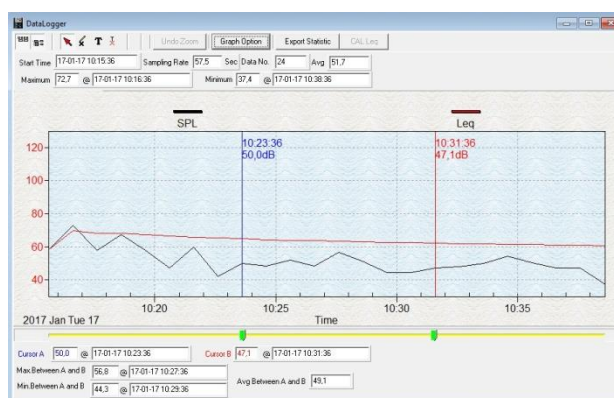 DataLogger
Undo Zoom Graph Option Export Statistic CAL Leq
Start Time 17-01-17 10:15:36 Sampling Rate 57,5 Sec Data No. 24 Avg 51,7
Maximum 72,7 @ 17-01-17 10:16:36 Minimum 37,4 @ 17-01-17 10:38:36
SPL Leq
10:23:36 10:31:36
50,0dB 47,1dB
120
100
80
60
40
10:20 10:25 10:30 10:35
2017 Jan Tue 17 Time
Cursor A 50,0 @ 17-01-17 10:23:36 Cursor B 47,1 @ 17-01-17 10:31:36
Max.Between A and B 56,8 @ 17-01-17 10:27:36
Min.Between A and B 44,3 @ 17-01-17 10:29:36
Avg Between A and B 49,1